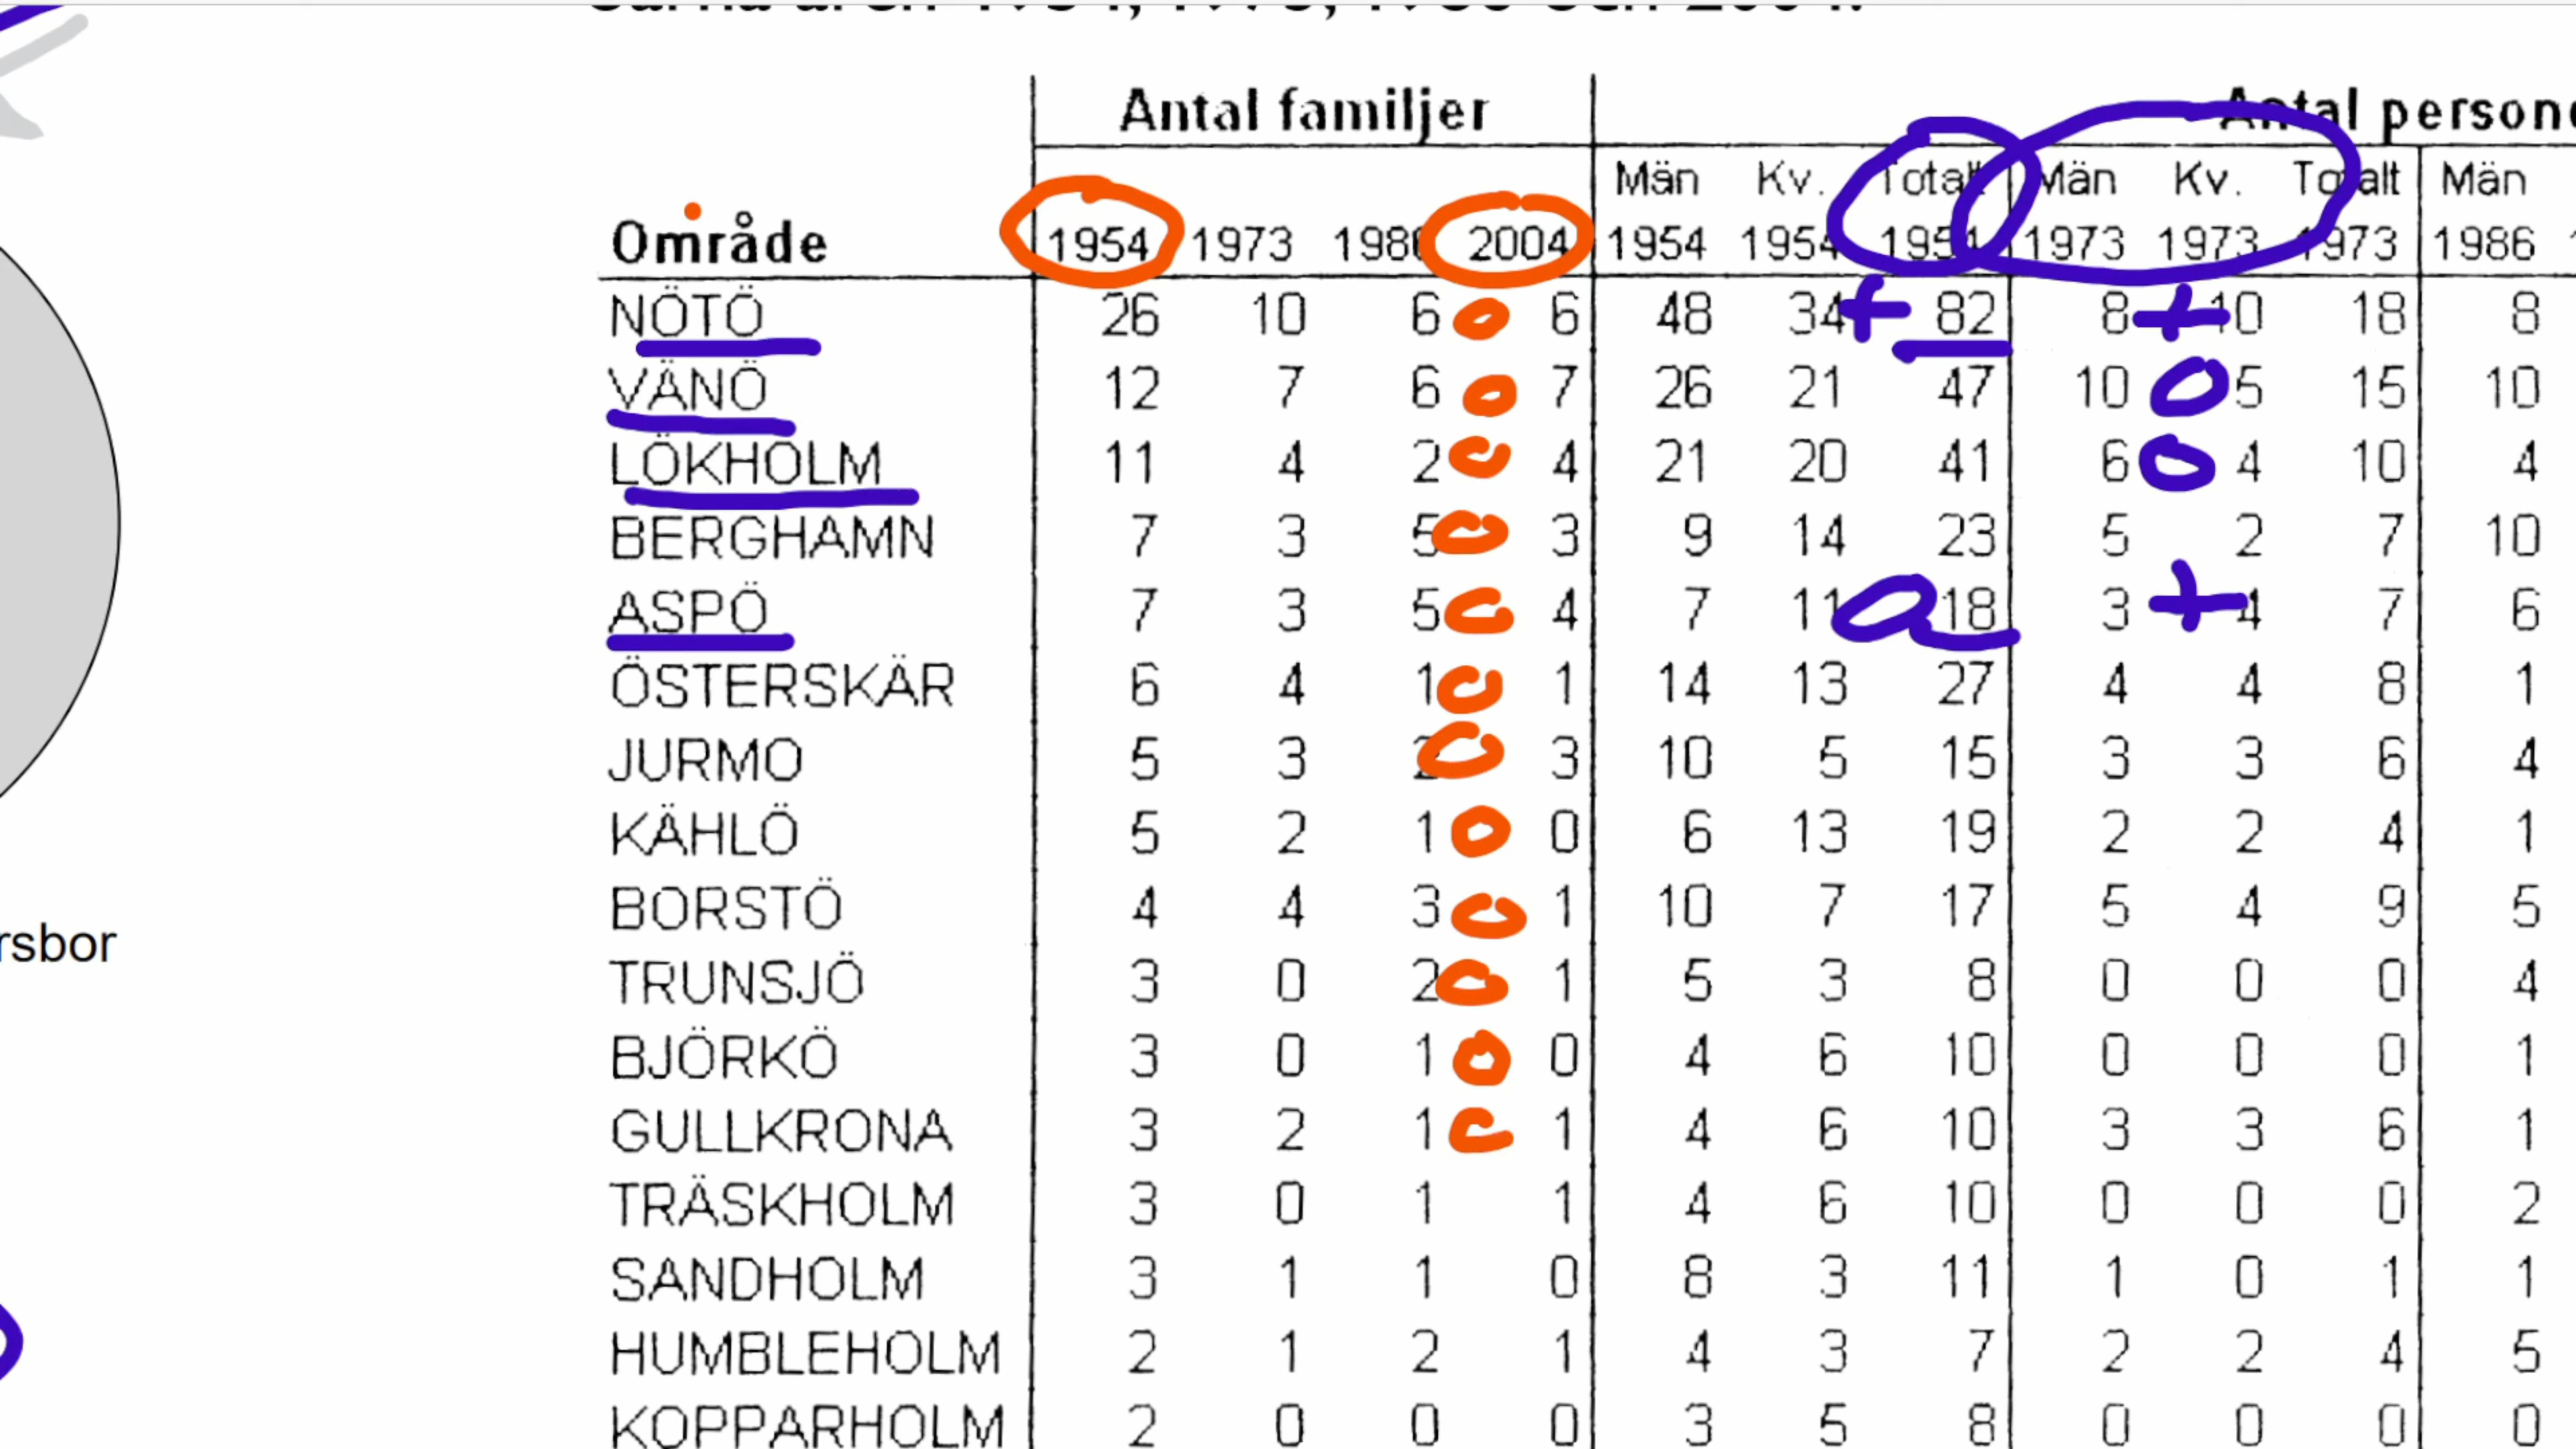 Antal familjer Antal persone
Män Kv. Totalt Män Kv. Totalt Män
Område 1954 1973 1986 2004 1954 1954 1954 1973 1973 1973 1986
NÖTÖ 26 10 6 6 48 34 82 8 10 18 8
VÄNÖ 12 7 6 7 26 21 47 10 5 15 10
LÖKHOLM 11 4 2 4 21 20 41 6 4 10 4
BERGHAMN 7 3 5 3 9 14 23 5 2 7 10
ASPÖ 7 3 5 4 7 11 18 3 4 7 6
ÖSTERSKÄR 6 4 1 1 14 13 27 4 4 8 1
JURMO 5 3 2 3 10 5 15 3 3 6 4
KÄHLÖ 5 2 1 0 6 13 19 2 2 4 1
BORSTÖ 4 4 3 1 10 7 17 5 4 9 5
rsbor
TRUNSJÖ 3 0 2 1 5 3 8 0 0 0 4
BJÖRKÖ 3 0 1 0 4 6 10 0 0 0 1
GULLKRONA 3 2 1 1 4 6 10 3 3 6 1
TRÄSKHOLM 3 0 1 1 4 6 10 0 0 0 2
SANDHOLM 3 1 1 0 8 3 11 1 0 1 1
HUMBLEHOLM 2 1 2 1 4 3 7 2 2 4 5
KOPPARHOLM 2 0 0 0 3 5 8 0 0 0 0